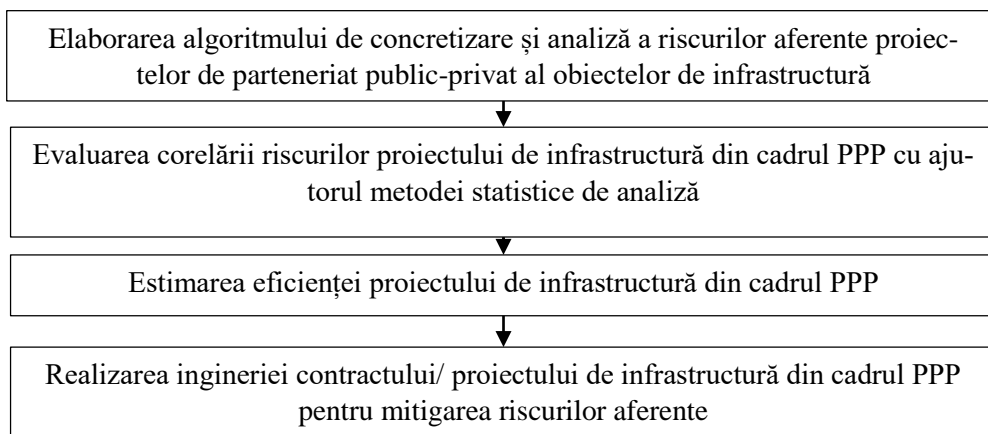 Elaborarea algoritmului de concretizare și analiză a riscurilor aferente proiec-
telor de parteneriat public-privat al obiectelor de infrastructură
Evaluarea corelării riscurilor proiectului de infrastructură din cadrul PPP cu aju-
torul metodei statistice de analiză
Estimarea eficienței proiectului de infrastructură din cadrul PPP
Realizarea ingineriei contractului/ proiectului de infrastructură din cadrul PPP
pentru mitigarea riscurilor aferente